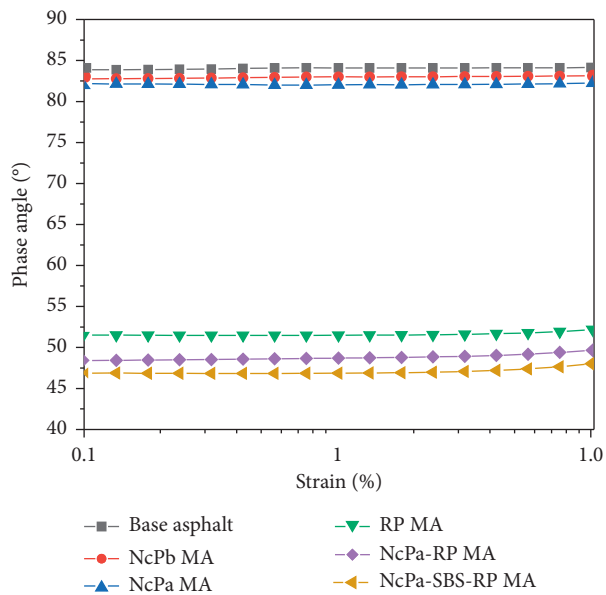 90
85
80
75
70
65
60
55
50
45
40
Phase angle (°)
0.1 1 1.0
Strain (%)
Base asphalt
NcPb MA
NcPa MA
RP MA
NcPa-RP MA
NcPa-SBS-RP MA